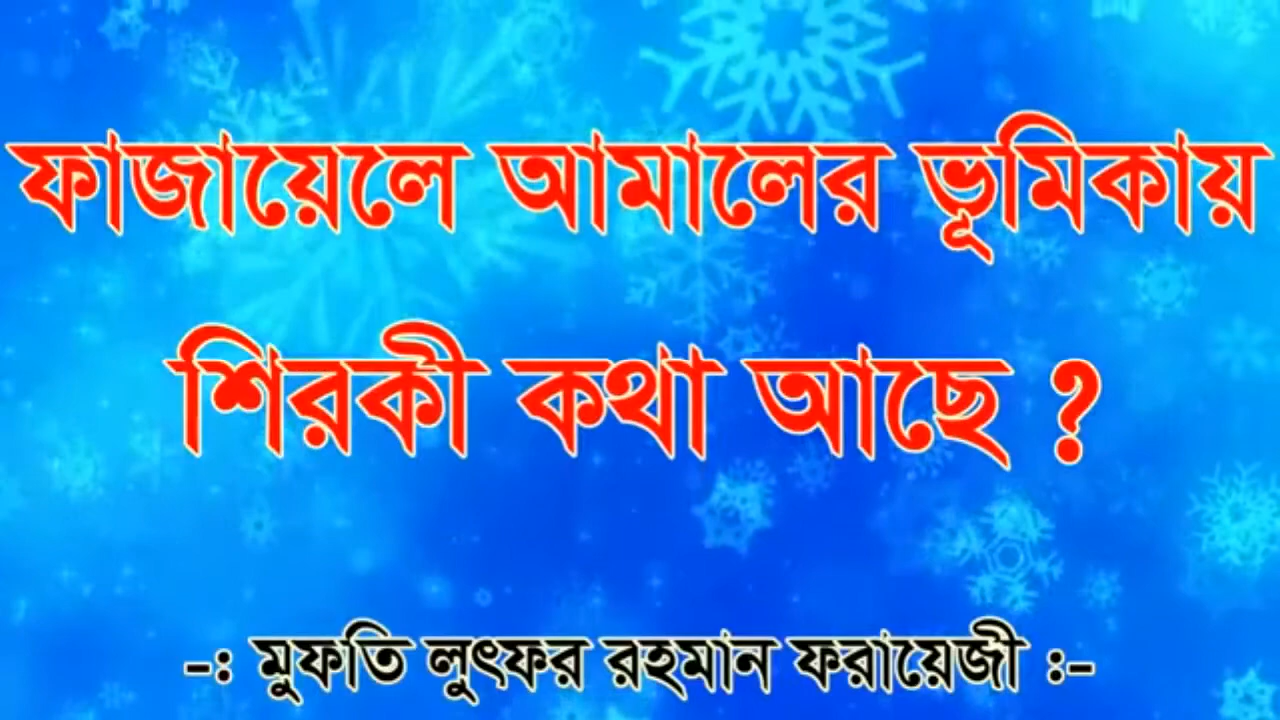 ফাজায়েলে আমালের ভূমিকায়
শিরকী কথা আছে ?
-: মুফতি লুৎফর রহমান ফরায়েজী :-